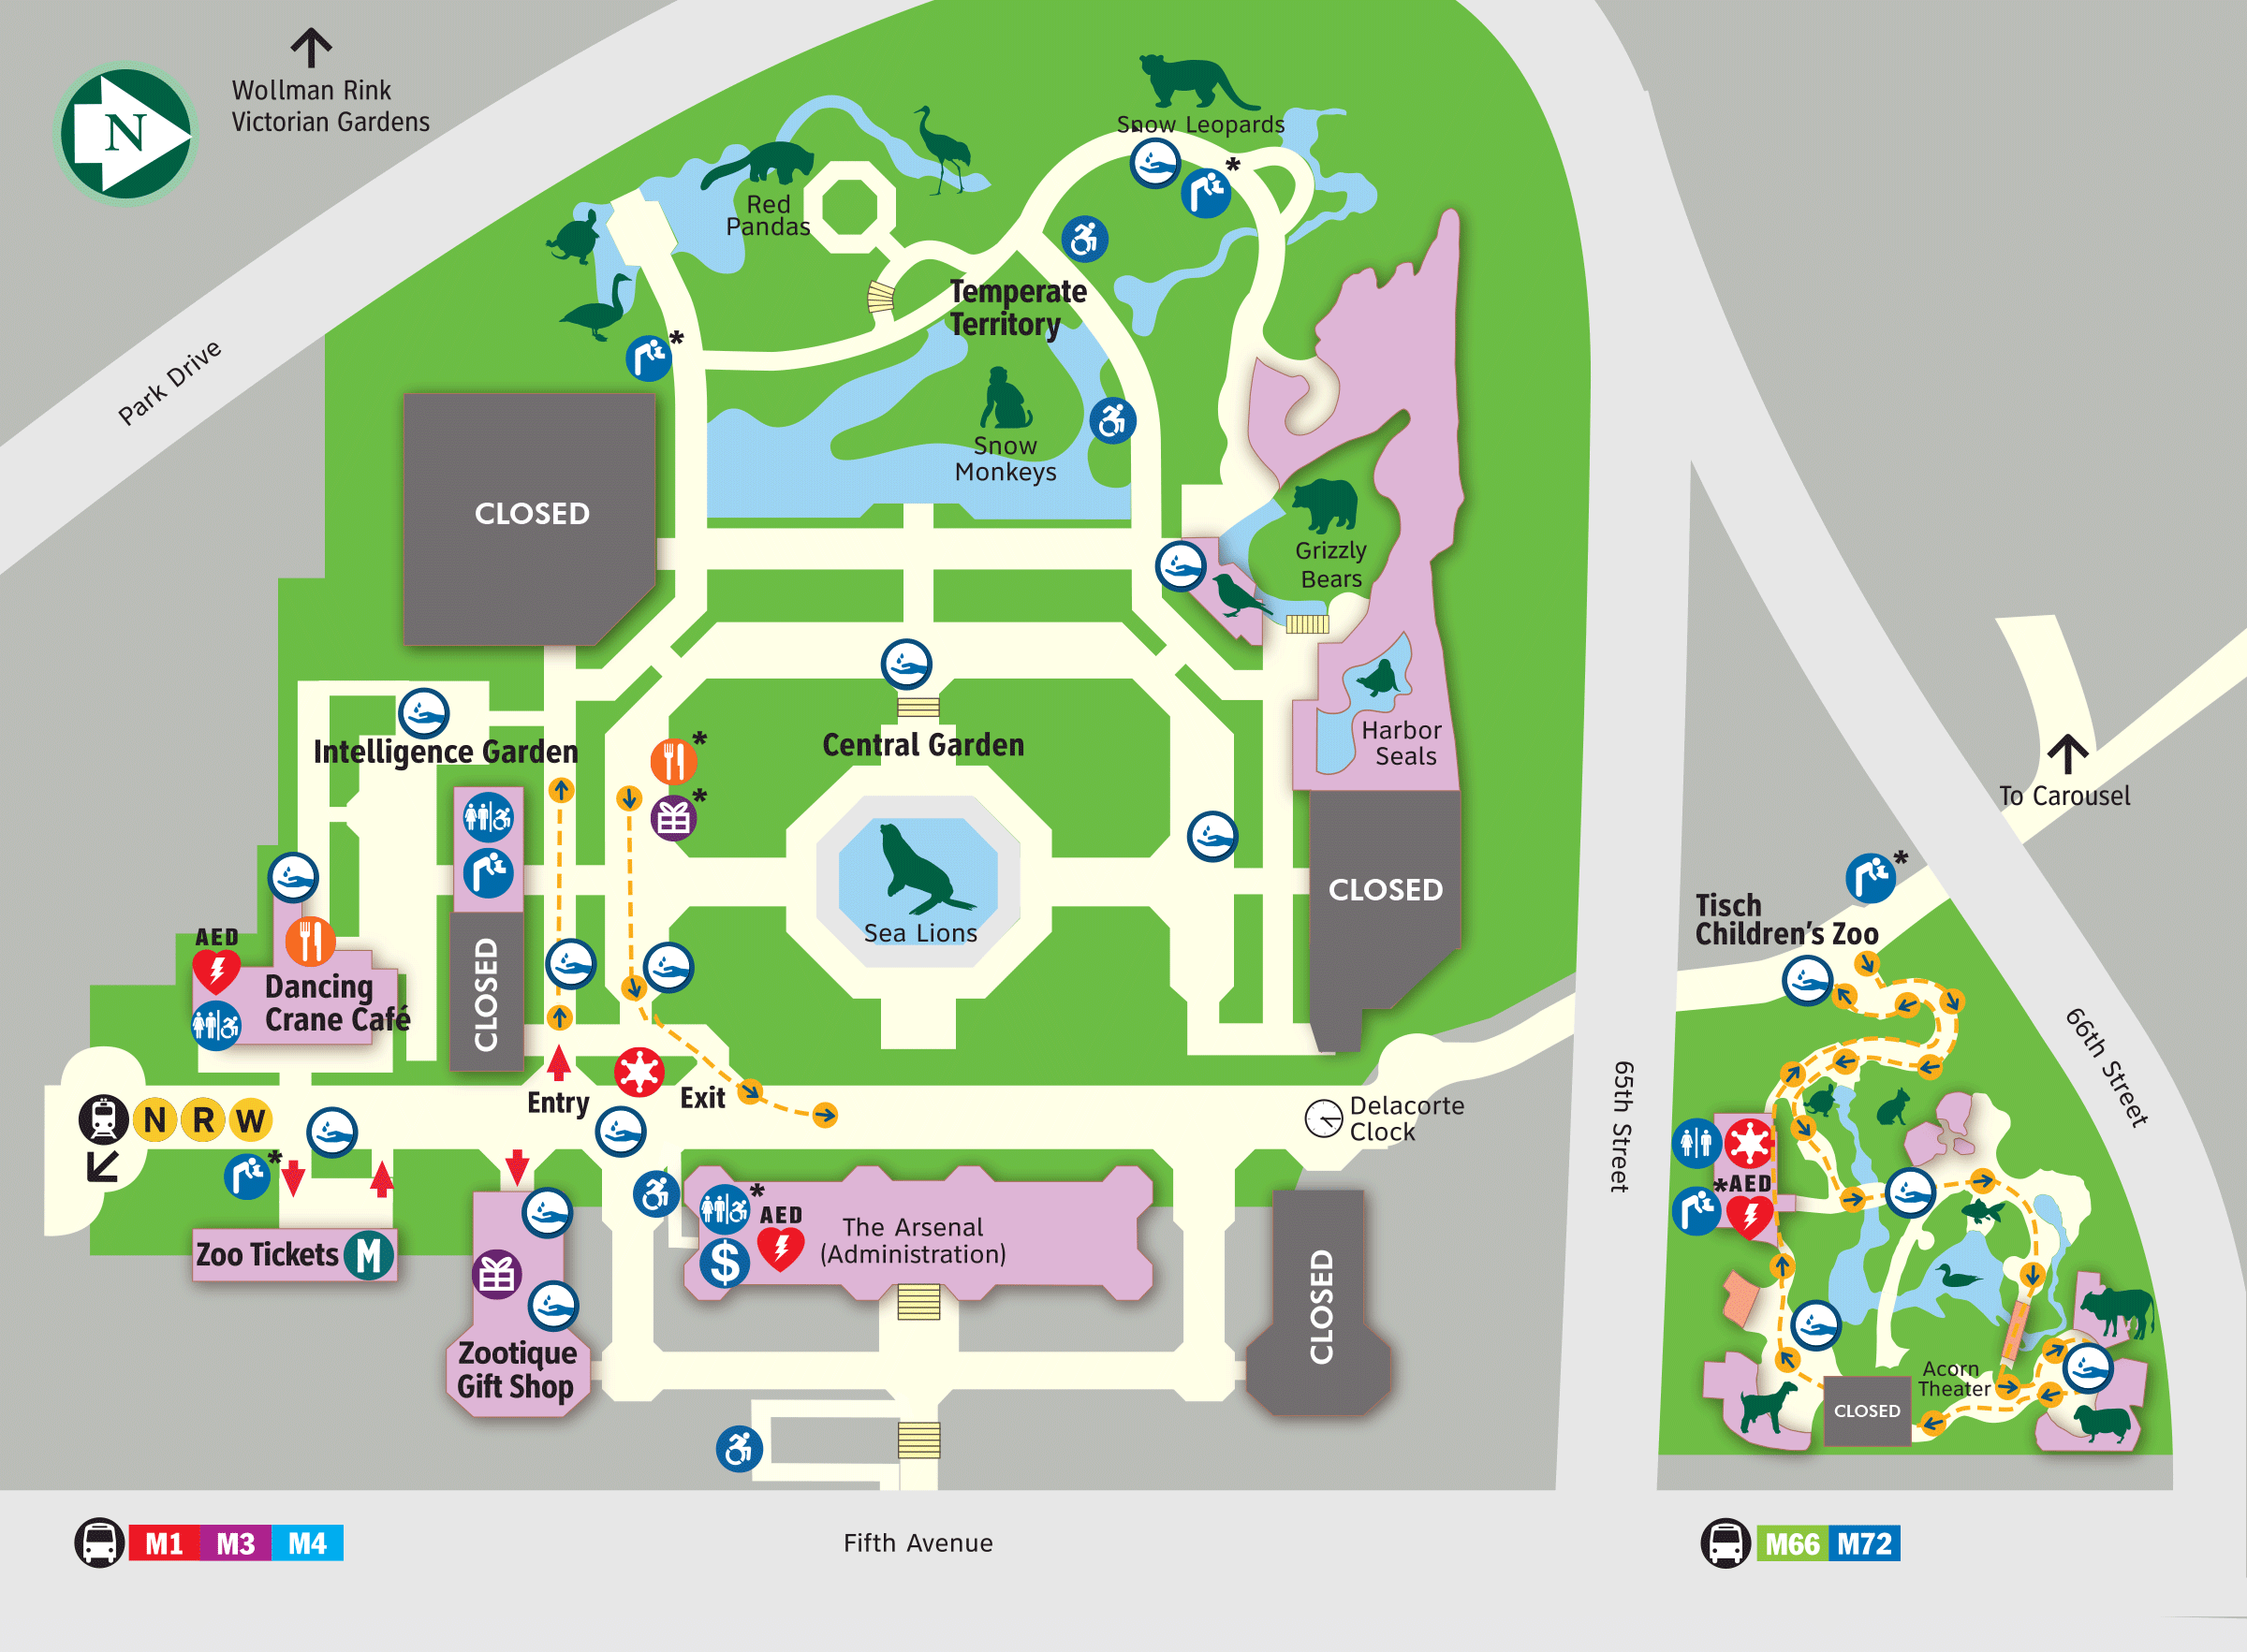 N
Wollman Rink
Victorian Gardens
Park Drive
Snow Leopards
*
Red
Pandas
*
Temperate
Territory
Snow
Monkeys
CLOSED
Grizzly
Bears
Intelligence Garden
*
*
Central Garden
Harbor
Seals
To Carousel
CLOSED
Sea Lions
*
Tisch
Children's Zoo
AED
Dancing
Crane Café
CLOSED
Entry
Exit
N R W
*
Delacorte
Clock
65th Street
66th Street
*AED
Zoo Tickets M
*
AED
$
The Arsenal
(Administration)
CLOSED
Zootique
Gift Shop
Acorn
Theater
CLOSED
M1 M3 M4
Fifth Avenue
M66 M72